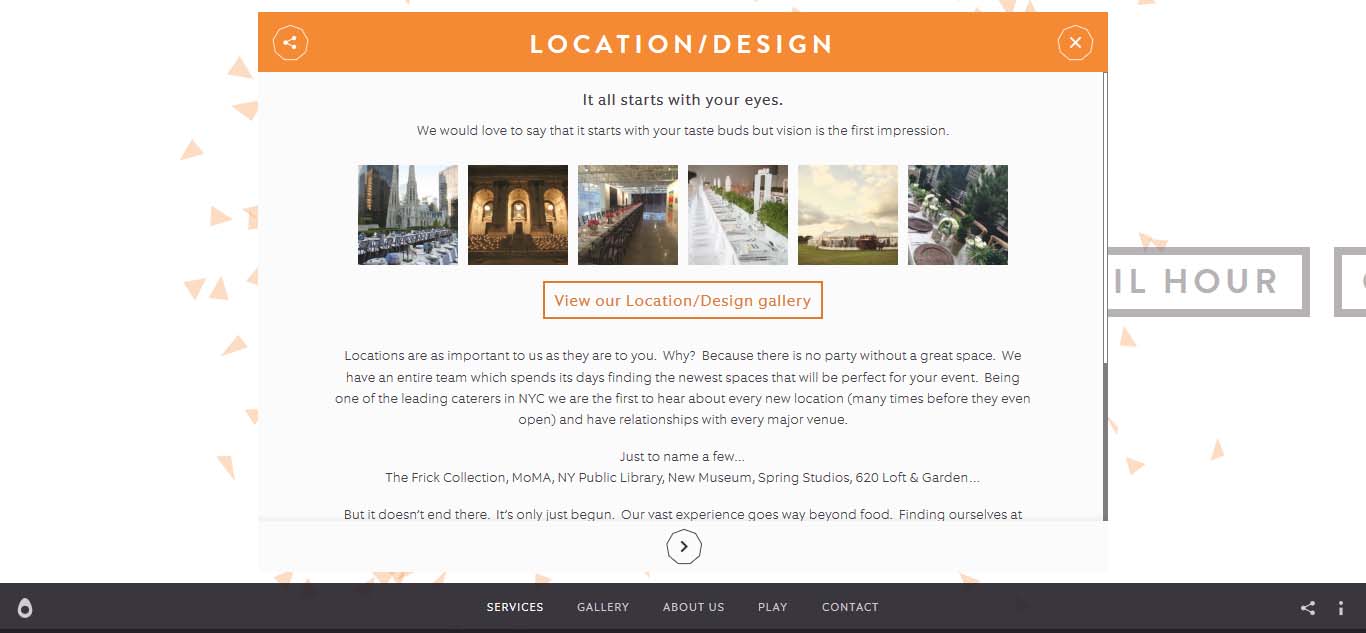 LOCATION/DESIGN
It all starts with your eyes.
We would love to say that it starts with your taste buds but vision is the first impression.
View our Location/Design gallery
IL HOUR
Locations are as important to us as they are to you.  Why?  Because there is no party without a great space.  We
have an entire team which spends its days finding the newest spaces that will be perfect for your event.  Being
one of the leading caterers in NYC we are the first to hear about every new location (many times before they even
open) and have relationships with every major venue.
Just to name a few...
The Frick Collection, MoMA, NY Public Library, New Museum, Spring Studios, 620 Loft & Garden...
But it doesn't end there.  It's only just begun.  Our vast experience goes way beyond food.  Finding ourselves at
SERVICES GALLERY ABOUT US PLAY CONTACT